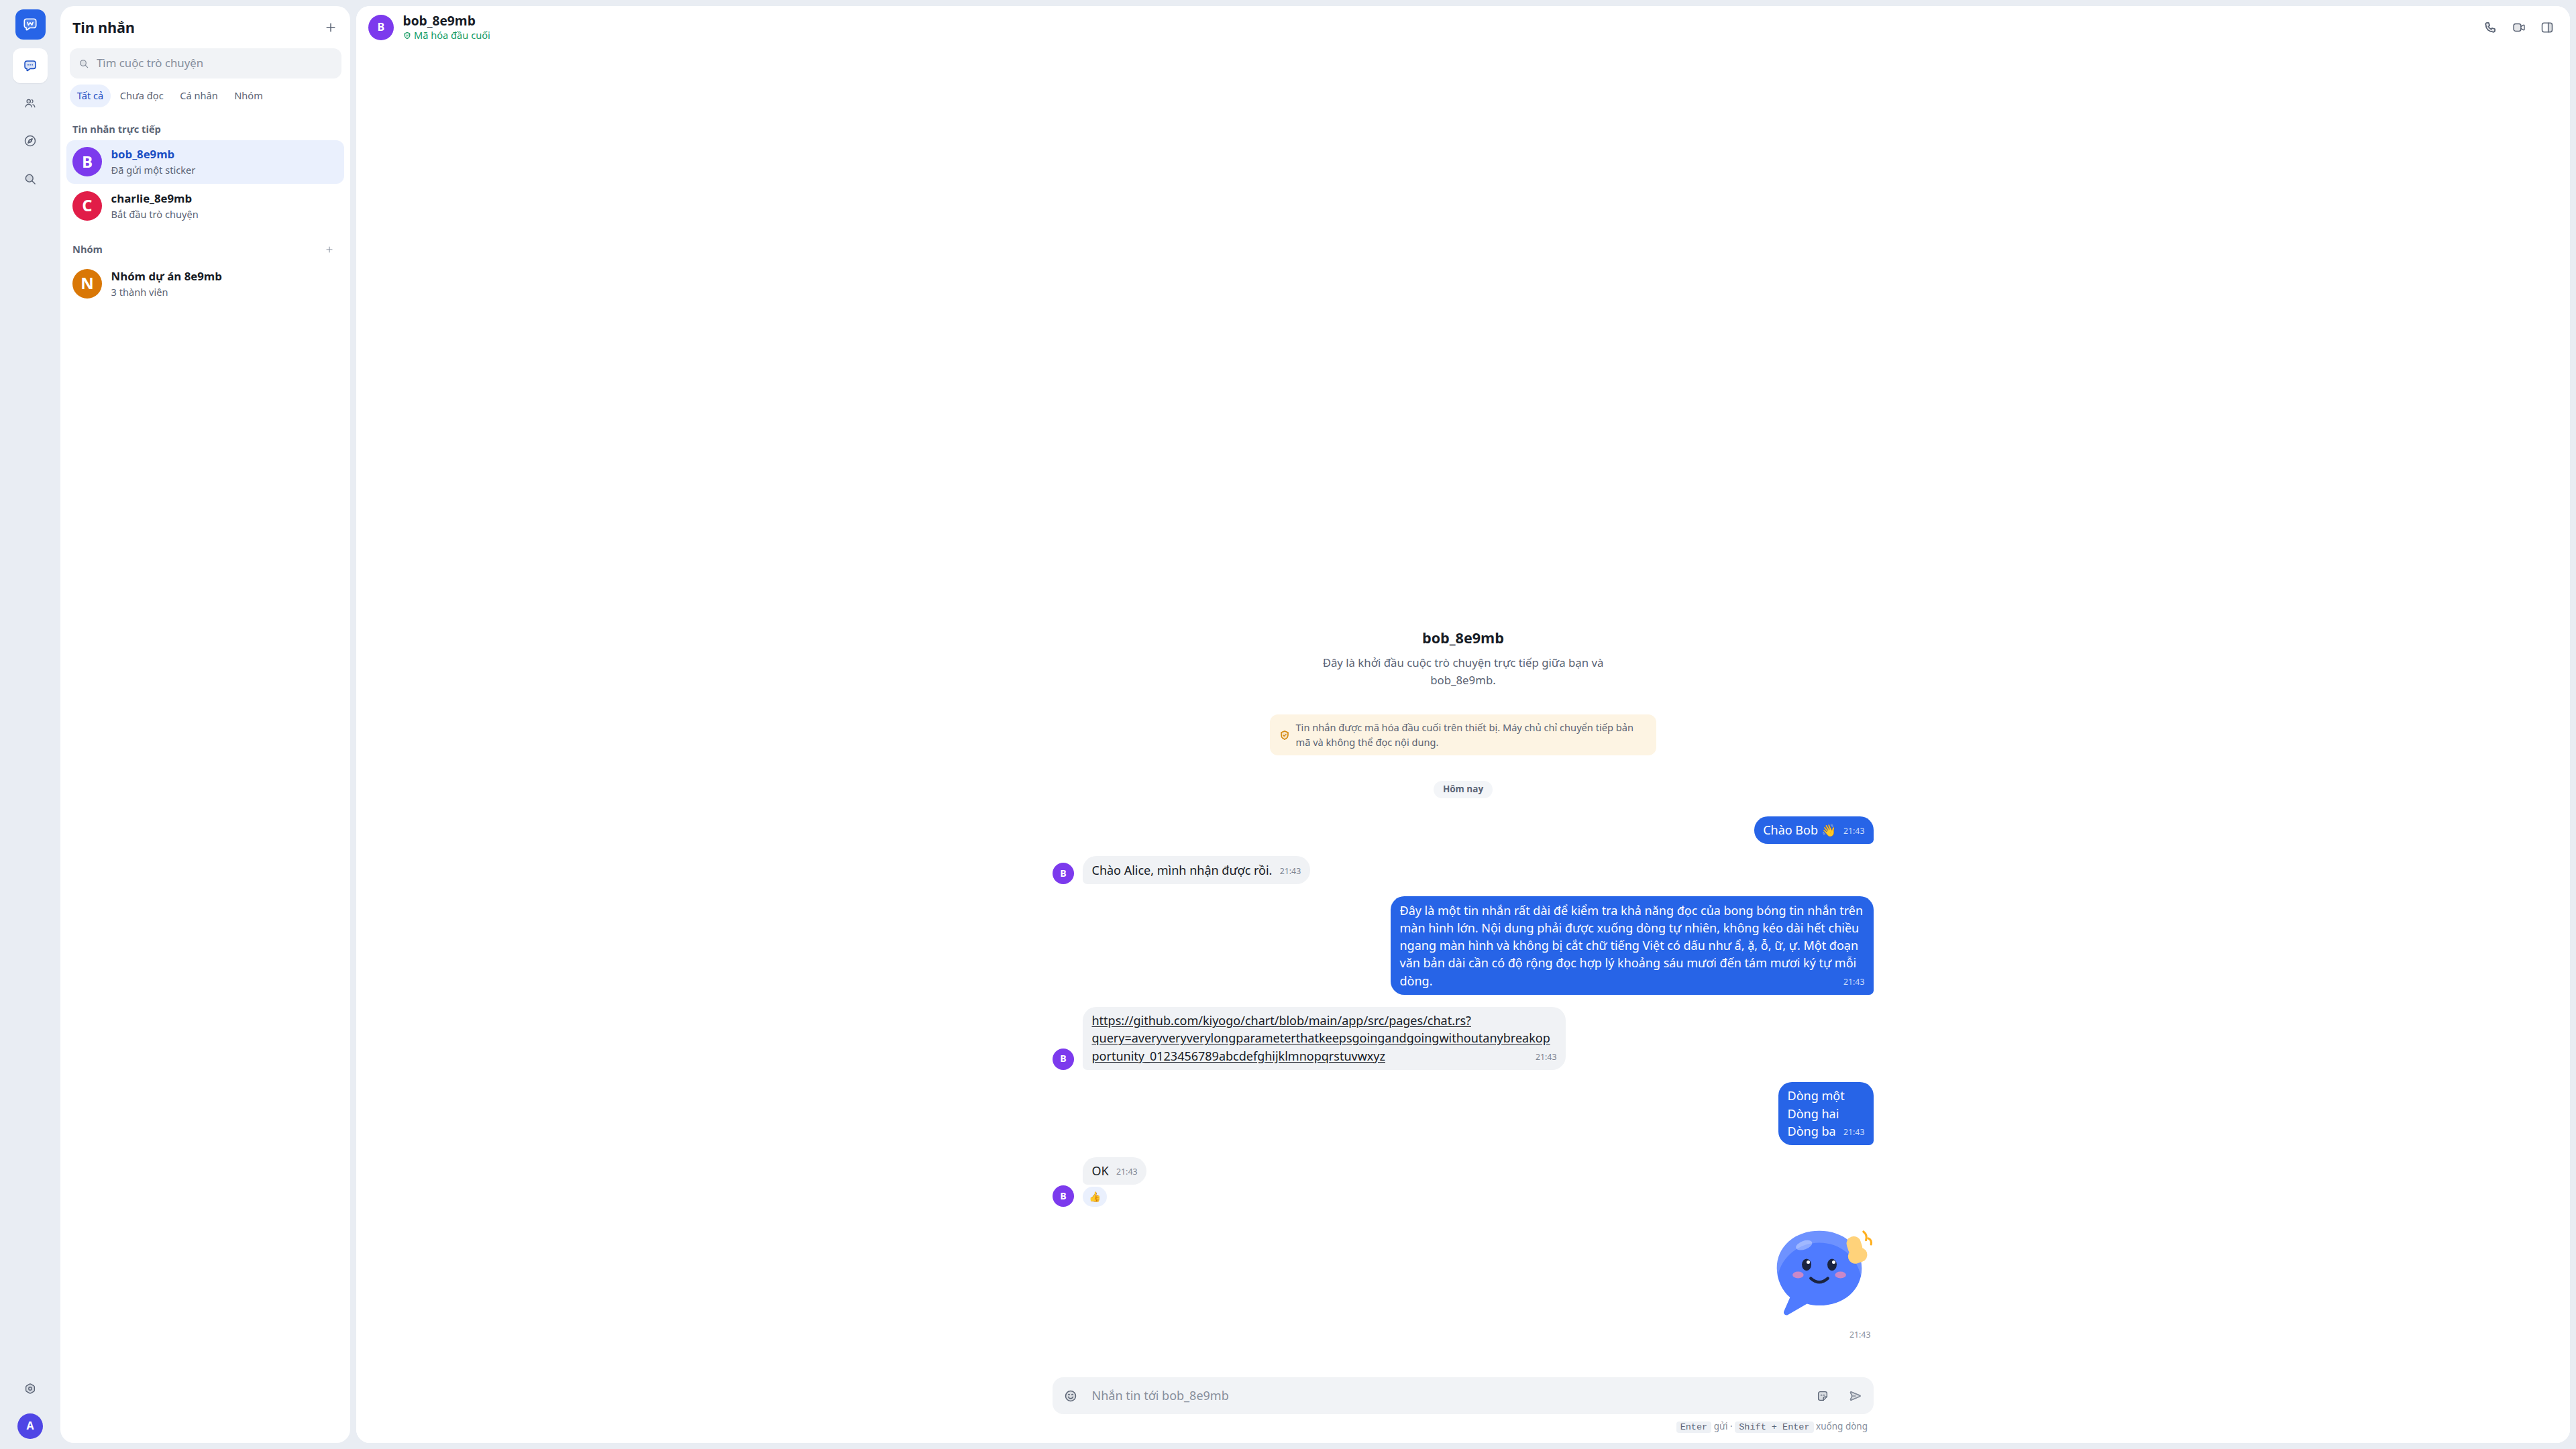 Tin nhắn
Tìm cuộc trò chuyện
Tất cả Chưa đọc Cá nhân Nhóm
Tin nhắn trực tiếp
B
bob_8e9mb
Đã gửi một sticker
C
charlie_8e9mb
Bắt đầu trò chuyện
Nhóm
N
Nhóm dự án 8e9mb
3 thành viên
A
B
bob_8e9mb
Mã hóa đầu cuối
bob_8e9mb
Đây là khởi đầu cuộc trò chuyện trực tiếp giữa bạn và
bob_8e9mb.
Tin nhắn được mã hóa đầu cuối trên thiết bị. Máy chủ chỉ chuyển tiếp bản
mã và không thể đọc nội dung.
Hôm nay
Chào Bob 👋 21:43
B
Chào Alice, mình nhận được rồi. 21:43
Đây là một tin nhắn rất dài để kiểm tra khả năng đọc của bong bóng tin nhắn trên
màn hình lớn. Nội dung phải được xuống dòng tự nhiên, không kéo dài hết chiều
ngang màn hình và không bị cắt chữ tiếng Việt có dấu như ấ, ặ, ỗ, ữ, ự. Một đoạn
văn bản dài cần có độ rộng đọc hợp lý khoảng sáu mươi đến tám mươi ký tự mỗi
dòng. 21:43
https://github.com/kiyogo/chart/blob/main/app/src/pages/chat.rs?
query=averyveryverylongparameterthatkeepsgoingandgoingwithoutanybreakop
portunity_0123456789abcdefghijklmnopqrstuvwxyz 21:43
B
Dòng một
Dòng hai
Dòng ba 21:43
OK 21:43
B
👍
21:43
Nhắn tin tới bob_8e9mb
Enter gửi · Shift + Enter xuống dòng